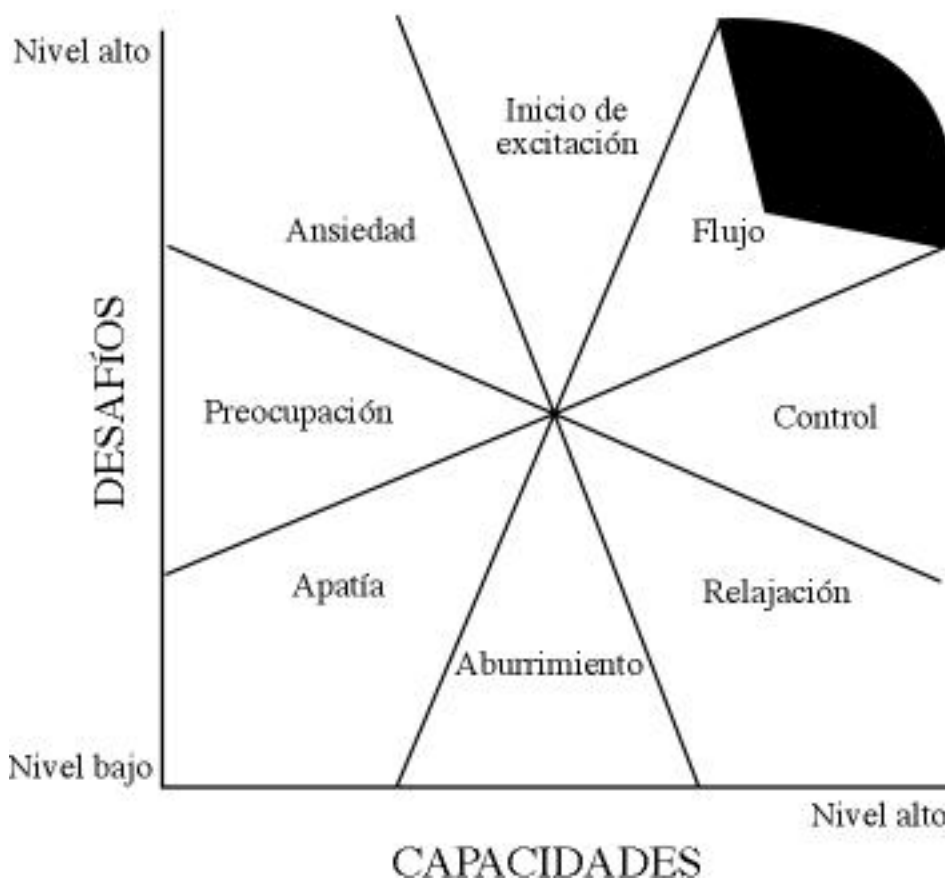 Nivel alto
Inicio de
excitación
Ansiedad
Flujo
DESAFÍOS
Preocupación
Control
Apatía
Relajación
Aburrimiento
Nivel bajo
Nivel alto
CAPACIDADES